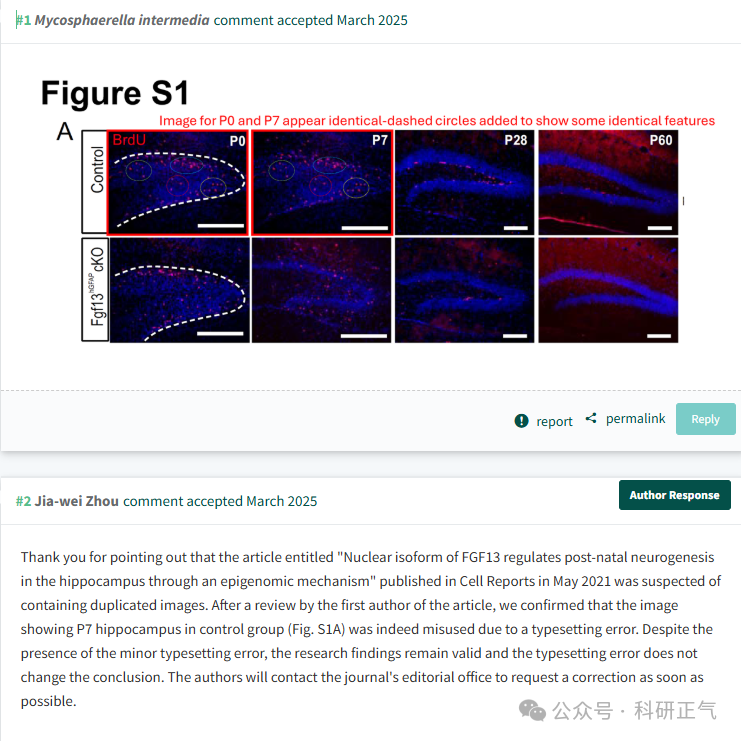 #1 Mycosphaerella intermedia comment accepted March 2025
Figure S1
Image for P0 and P7 appear identical-dashed circles added to show some identical features
A
BrdU
P0
P7
P28
P60
Control
Fgf13hGFAP cKO
report
permalink
Reply
#2 Jia-wei Zhou comment accepted March 2025
Author Response
Thank you for pointing out that the article entitled "Nuclear isoform of FGF13 regulates post-natal neurogenesis
in the hippocampus through an epigenomic mechanism" published in Cell Reports in May 2021 was suspected of
containing duplicated images. After a review by the first author of the article, we confirmed that the image
showing P7 hippocampus in control group (Fig. S1A) was indeed misused due to a typesetting error. Despite the
presence of the minor typesetting error, the research findings remain valid and the typesetting error does not
change the conclusion. The authors will contact the journal's editorial office to request a correction as soon as
possible.
公众号 · 科研正气